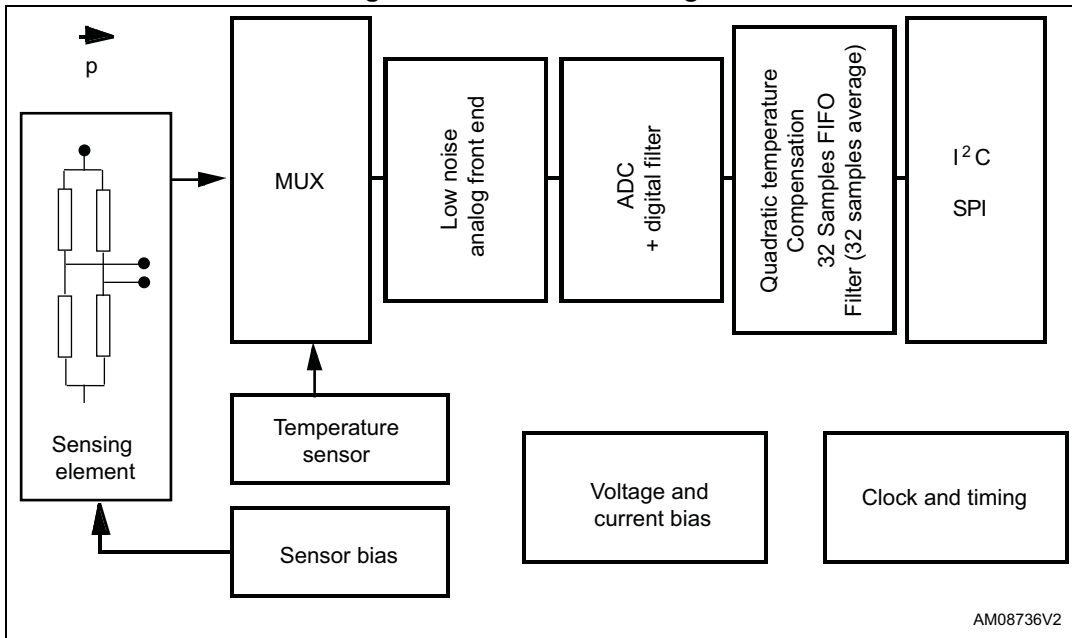 p
Sensing
element
MUX
Temperature
sensor
Sensor bias
Low noise
analog front end
ADC
+ digital filter
Quadratic temperature
Compensation
32 Samples FIFO
Filter (32 samples average)
I²C
SPI
Voltage and
current bias
Clock and timing
AM08736V2